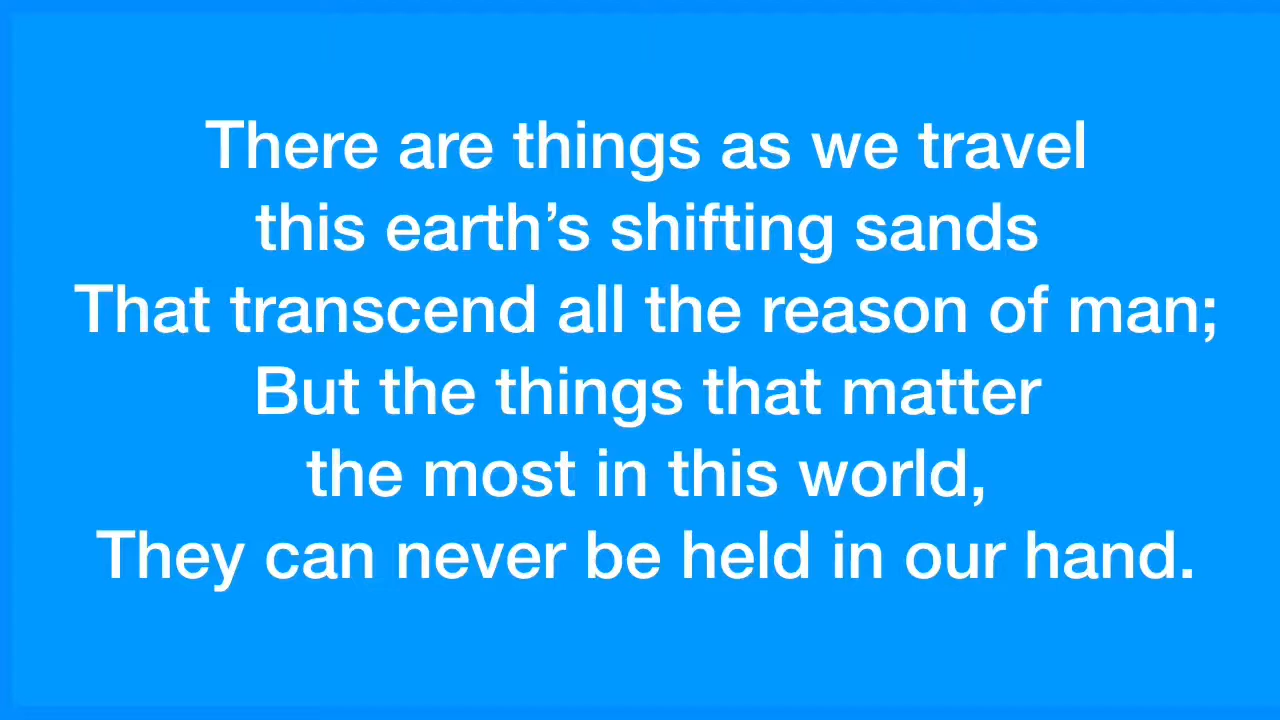 There are things as we travel
this earth’s shifting sands
That transcend all the reason of man;
But the things that matter
the most in this world,
They can never be held in our hand.